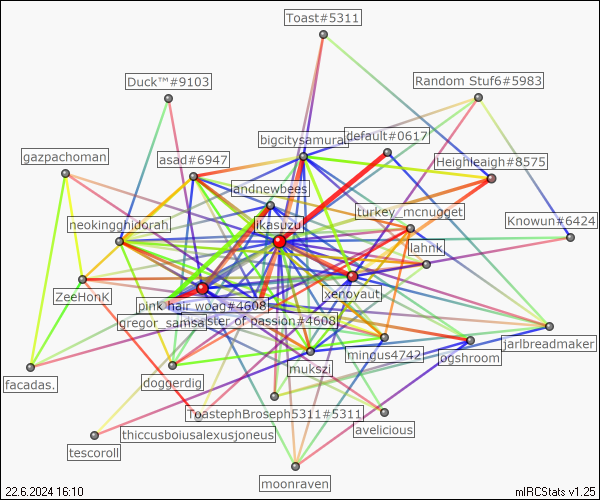 Toast#5311
Duck™#9103
Random Stuf6#5983
bigcitysamurai
default#0617
gazpachoman
asad#6947
Heighleaigh#8575
andnewbees
turkey_mcnugget
neokingghidorah
ikasuzu
Knowun#6424
lahnk
ZeeHonK
xenoyaut
pink hair woag#4608
gregor_samsa
ster of passion#4608
mingus4742
jarlbreadmaker
logshroom
mukszi
facadas.
doggerdig
ToastephBroseph5311#5311
avelicious
thiccusboiusalexusjoneus
tescoroll
moonraven
22.6.2024 16:10
mIRCStats v1.25